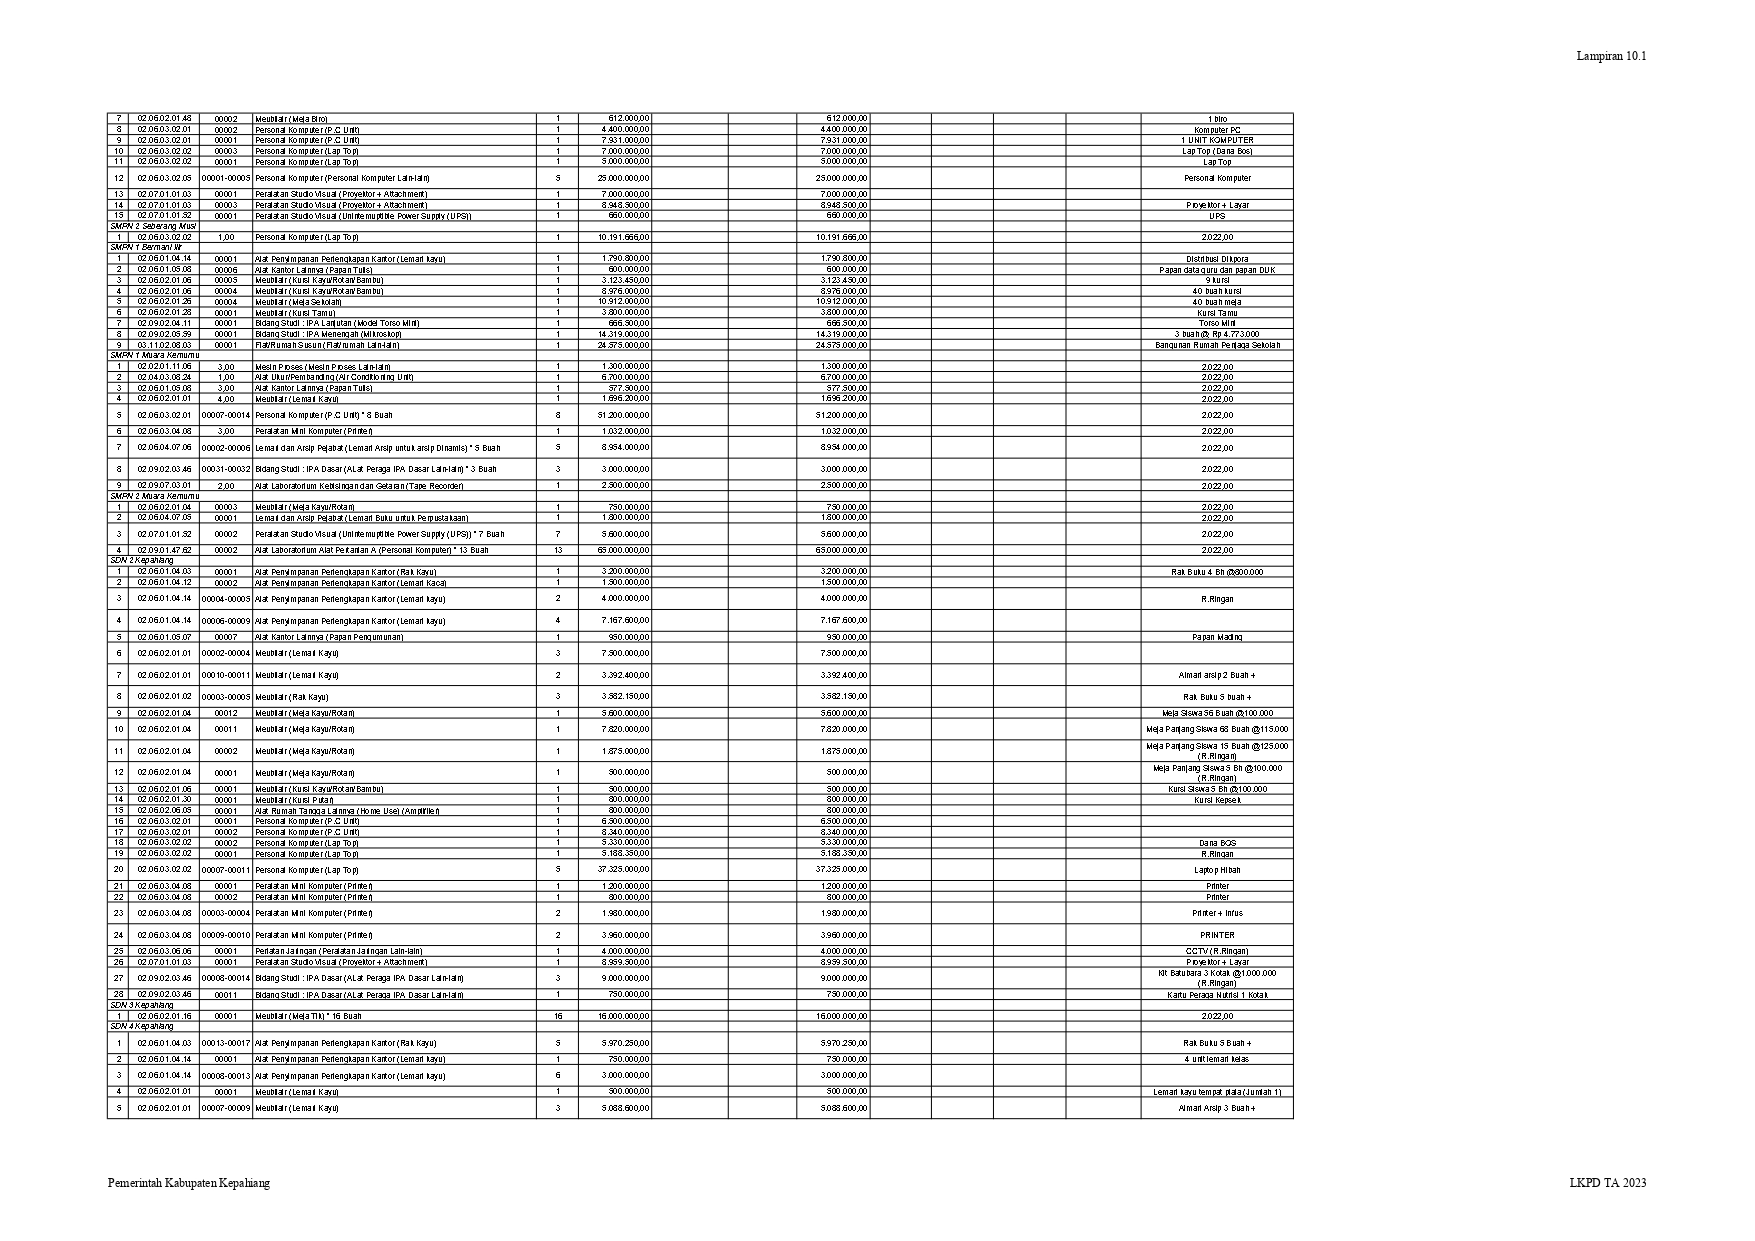 Lampiran 10.1
7 02.06.02.01.48 00002 Meubilair (Meja Biro) 1 612.000,00 612.000,00 1 biro
8 02.06.03.02.01 00002 Personal Komputer (P.C Unit) 1 4.400.000,00 4.400.000,00 Komputer PC
9 02.06.03.02.01 00001 Personal Komputer (P.C Unit) 1 7.931.000,00 7.931.000,00 1 UNIT KOMPUTER
10 02.06.03.02.02 00003 Personal Komputer (Lap Top) 1 7.000.000,00 7.000.000,00 Lap Top (Dana Bos)
11 02.06.03.02.02 00001 Personal Komputer (Lap Top) 1 5.000.000,00 5.000.000,00 Lap Top
12 02.06.03.02.05 00001-00005 Personal Komputer (Personal Komputer Lain-lain) 5 25.000.000,00 25.000.000,00 Personal Komputer
13 02.07.01.01.03 00001 Peralatan Studio Visual (Proyektor + Attachment) 1 7.000.000,00 7.000.000,00
14 02.07.01.01.03 00003 Peralatan Studio Visual (Proyektor + Attachment) 1 8.948.500,00 8.948.500,00 Proyektor + Layar
15 02.07.01.01.52 00001 Peralatan Studio Visual (Uninterruptible Power Supply (UPS)) 1 660.000,00 660.000,00 UPS
SMPN 2 Seberang Musi
1 02.06.03.02.02 1,00 Personal Komputer (Lap Top) 1 10.191.666,00 10.191.666,00 2.022,00
SMPN 1 Bermani Ilir
1 02.06.01.04.14 00001 Alat Penyimpanan Perlengkapan Kantor (Lemari kayu) 1 1.790.800,00 1.790.800,00 Distribusi Dikpora
2 02.06.01.05.08 00006 Alat Kantor Lainnya (Papan Tulis) 1 600.000,00 600.000,00 Papan data guru dan papan DUK
3 02.06.02.01.06 00005 Meubilair (Kursi Kayu/Rotan/Bambu) 1 3.123.450,00 3.123.450,00 9 kursi
4 02.06.02.01.06 00004 Meubilair (Kursi Kayu/Rotan/Bambu) 1 8.976.000,00 8.976.000,00 40 buah kursi
5 02.06.02.01.26 00004 Meubilair (Meja Sekolah) 1 10.912.000,00 10.912.000,00 40 buah meja
6 02.06.02.01.28 00001 Meubilair (Kursi Tamu) 1 3.800.000,00 3.800.000,00 Kursi Tamu
7 02.09.02.04.11 00001 Bidang Studi : IPA Lanjutan (Model Torso Mini) 1 666.500,00 666.500,00 Torso Mini
8 02.09.02.05.59 00001 Bidang Studi : IPA Menengah (Mikroskop) 1 14.319.000,00 14.319.000,00 3 buah @ Rp 4.773.000
9 03.11.02.08.03 00001 Flat/Rumah Susun (Flat/rumah Lain-lain) 1 24.575.000,00 24.575.000,00 Bangunan Rumah Penjaga Sekolah
SMPN 1 Muara Kemumu
1 02.02.01.11.06 3,00 Mesin Proses (Mesin Proses Lain-lain) 1 1.300.000,00 1.300.000,00 2.022,00
2 02.04.03.08.24 1,00 Alat Ukur/Pembanding (Air Conditioning Unit) 1 6.700.000,00 6.700.000,00 2.022,00
3 02.06.01.05.08 3,00 Alat Kantor Lainnya (Papan Tulis) 1 577.500,00 577.500,00 2.022,00
4 02.06.02.01.01 4,00 Meubilair (Lemari Kayu) 1 1.696.200,00 1.696.200,00 2.022,00
5 02.06.03.02.01 00007-00014 Personal Komputer (P.C Unit) * 8 Buah 8 51.200.000,00 51.200.000,00 2.022,00
6 02.06.03.04.08 3,00 Peralatan Mini Komputer (Printer) 1 1.032.000,00 1.032.000,00 2.022,00
7 02.06.04.07.06 00002-00006 Lemari dan Arsip Pejabat (Lemari Arsip untuk arsip Dinamis) * 5 Buah 5 8.954.000,00 8.954.000,00 2.022,00
8 02.09.02.03.46 00031-00032 Bidang Studi : IPA Dasar (ALat Peraga IPA Dasar Lain-lain) * 3 Buah 3 3.000.000,00 3.000.000,00 2.022,00
9 02.09.07.03.01 2,00 Alat Laboratorium Kebisingan dan Getaran (Tape Recorder) 1 2.500.000,00 2.500.000,00 2.022,00
SMPN 2 Muara Kemumu
1 02.06.02.01.04 00003 Meubilair (Meja Kayu/Rotan) 1 750.000,00 750.000,00 2.022,00
2 02.06.04.07.05 00001 Lemari dan Arsip Pejabat (Lemari Buku untuk Perpustakaan) 1 1.800.000,00 1.800.000,00 2.022,00
3 02.07.01.01.52 00002 Peralatan Studio Visual (Uninterruptible Power Supply (UPS)) * 7 Buah 7 5.600.000,00 5.600.000,00 2.022,00
4 02.09.01.47.62 00002 Alat Laboratorium Alat Pertanian A (Personal Komputer) * 13 Buah 13 65.000.000,00 65.000.000,00 2.022,00
SDN 2 Kepahiang
1 02.06.01.04.03 00001 Alat Penyimpanan Perlengkapan Kantor (Rak Kayu) 1 3.200.000,00 3.200.000,00 Rak Buku 4 Bh @800.000
2 02.06.01.04.12 00002 Alat Penyimpanan Perlengkapan Kantor (Lemari Kaca) 1 1.500.000,00 1.500.000,00
3 02.06.01.04.14 00004-00005 Alat Penyimpanan Perlengkapan Kantor (Lemari kayu) 2 4.000.000,00 4.000.000,00 R.Ringan
4 02.06.01.04.14 00006-00009 Alat Penyimpanan Perlengkapan Kantor (Lemari kayu) 4 7.167.600,00 7.167.600,00
5 02.06.01.05.07 00007 Alat Kantor Lainnya (Papan Pengumunan) 1 950.000,00 950.000,00 Papan Mading
6 02.06.02.01.01 00002-00004 Meubilair (Lemari Kayu) 3 7.500.000,00 7.500.000,00
7 02.06.02.01.01 00010-00011 Meubilair (Lemari Kayu) 2 3.392.400,00 3.392.400,00 Almari arsip 2 Buah +
8 02.06.02.01.02 00003-00005 Meubilair (Rak Kayu) 3 3.582.150,00 3.582.150,00 Rak Buku 5 buah +
9 02.06.02.01.04 00012 Meubilair (Meja Kayu/Rotan) 1 5.600.000,00 5.600.000,00 Meja Siswa 56 Buah @100.000
10 02.06.02.01.04 00011 Meubilair (Meja Kayu/Rotan) 1 7.820.000,00 7.820.000,00 Meja Panjang Siswa 68 Buah @115.000
11 02.06.02.01.04 00002 Meubilair (Meja Kayu/Rotan) 1 1.875.000,00 1.875.000,00 Meja Panjang Siswa 15 Buah @125.000
(R.Ringan)
12 02.06.02.01.04 00001 Meubilair (Meja Kayu/Rotan) 1 500.000,00 500.000,00 Meja Panjang Siswa 5 Bh @100.000
(R.Ringan)
13 02.06.02.01.06 00001 Meubilair (Kursi Kayu/Rotan/Bambu) 1 500.000,00 500.000,00 Kursi Siswa 5 Bh @100.000
14 02.06.02.01.30 00001 Meubilair (Kursi Putar) 1 800.000,00 800.000,00 Kursi Kepsek
15 02.06.02.06.05 00001 Alat Rumah Tangga Lainnya (Home Use) (Amplifier) 1 800.000,00 800.000,00
16 02.06.03.02.01 00001 Personal Komputer (P.C Unit) 1 6.500.000,00 6.500.000,00
17 02.06.03.02.01 00002 Personal Komputer (P.C Unit) 1 8.340.000,00 8.340.000,00
18 02.06.03.02.02 00002 Personal Komputer (Lap Top) 1 5.330.000,00 5.330.000,00 Dana BOS
19 02.06.03.02.02 00001 Personal Komputer (Lap Top) 1 5.188.350,00 5.188.350,00 R.Ringan
20 02.06.03.02.02 00007-00011 Personal Komputer (Lap Top) 5 37.325.000,00 37.325.000,00 Laptop Hibah
21 02.06.03.04.08 00001 Peralatan Mini Komputer (Printer) 1 1.200.000,00 1.200.000,00 Printer
22 02.06.03.04.08 00002 Peralatan Mini Komputer (Printer) 1 800.000,00 800.000,00 Printer
23 02.06.03.04.08 00003-00004 Peralatan Mini Komputer (Printer) 2 1.980.000,00 1.980.000,00 Printer + Infus
24 02.06.03.04.08 00009-00010 Peralatan Mini Komputer (Printer) 2 3.960.000,00 3.960.000,00 PRINTER
25 02.06.03.06.06 00001 Perlatan Jaringan (Peralatan Jaringan Lain-lain) 1 4.000.000,00 4.000.000,00 CCTV (R.Ringan)
26 02.07.01.01.03 00001 Peralatan Studio Visual (Proyektor + Attachment) 1 8.959.500,00 8.959.500,00 Proyektor + Layar
27 02.09.02.03.46 00008-00014 Bidang Studi : IPA Dasar (ALat Peraga IPA Dasar Lain-lain) 3 9.000.000,00 9.000.000,00 Kit Batubara 3 Kotak @1.000.000
(R.Ringan)
28 02.09.02.03.46 00011 Bidang Studi : IPA Dasar (ALat Peraga IPA Dasar Lain-lain) 1 750.000,00 750.000,00 Kartu Peraga Nutrisi 1 Kotak
SDN 3 Kepahiang
1 02.06.02.01.16 00001 Meubilair (Meja Tik) * 16 Buah 16 16.000.000,00 16.000.000,00 2.022,00
SDN 4 Kepahiang
1 02.06.01.04.03 00013-00017 Alat Penyimpanan Perlengkapan Kantor (Rak Kayu) 5 5.970.250,00 5.970.250,00 Rak Buku 5 Buah +
2 02.06.01.04.14 00001 Alat Penyimpanan Perlengkapan Kantor (Lemari kayu) 1 750.000,00 750.000,00 4 unit lemari kelas
3 02.06.01.04.14 00008-00013 Alat Penyimpanan Perlengkapan Kantor (Lemari kayu) 6 3.000.000,00 3.000.000,00
4 02.06.02.01.01 00001 Meubilair (Lemari Kayu) 1 500.000,00 500.000,00 Lemari kayu tempat piala (Jumlah 1)
5 02.06.02.01.01 00007-00009 Meubilair (Lemari Kayu) 3 5.088.600,00 5.088.600,00 Almari Arsip 3 Buah +
Pemerintah Kabupaten Kepahiang LKPD TA 2023